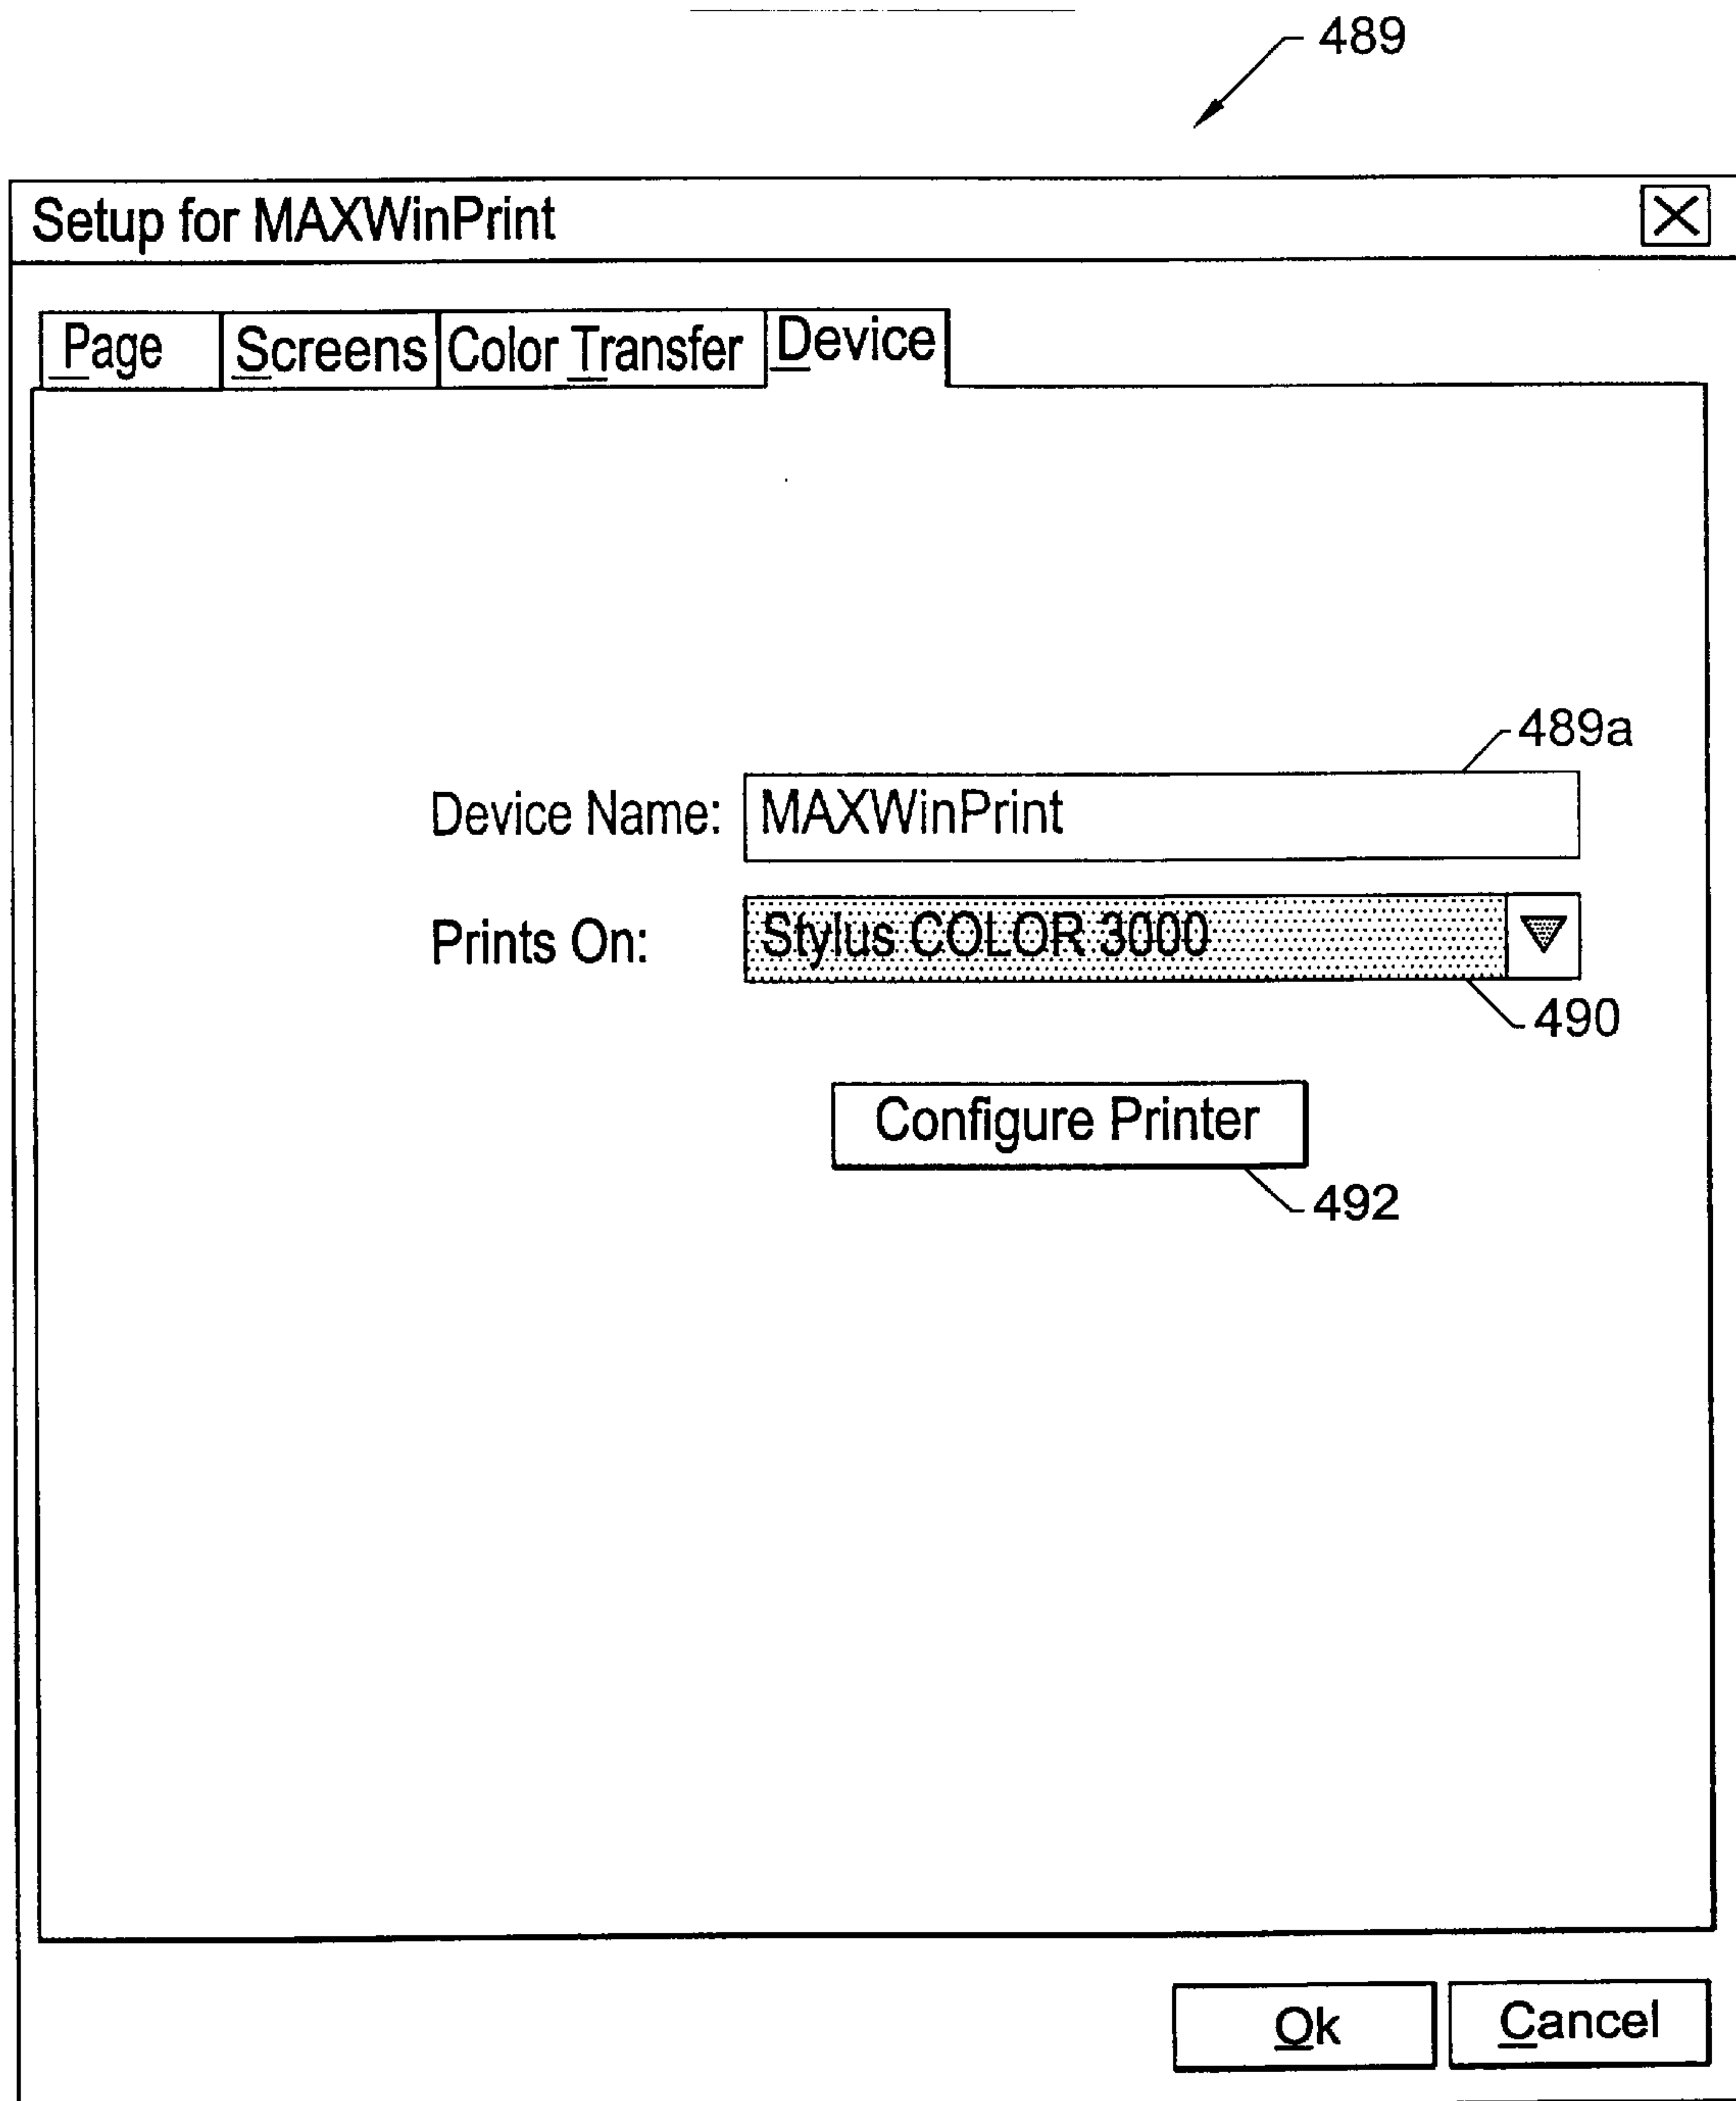 489
Setup for MAXWinPrint
Page Screens Color Transfer Device
489a
Device Name: MAXWinPrint
Prints On: Stylus COLOR 3000
490
Configure Printer
492
Ok Cancel